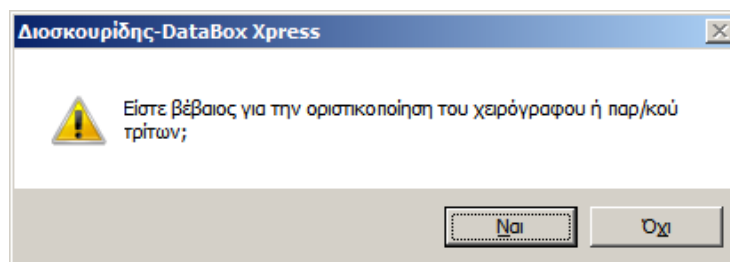 Διοσκουρίδης-DataBox Xpress
Είστε βέβαιος για την οριστικοποίηση του χειρόγραφου ή παρ/κού
τρίτων;
Ναι Όχι